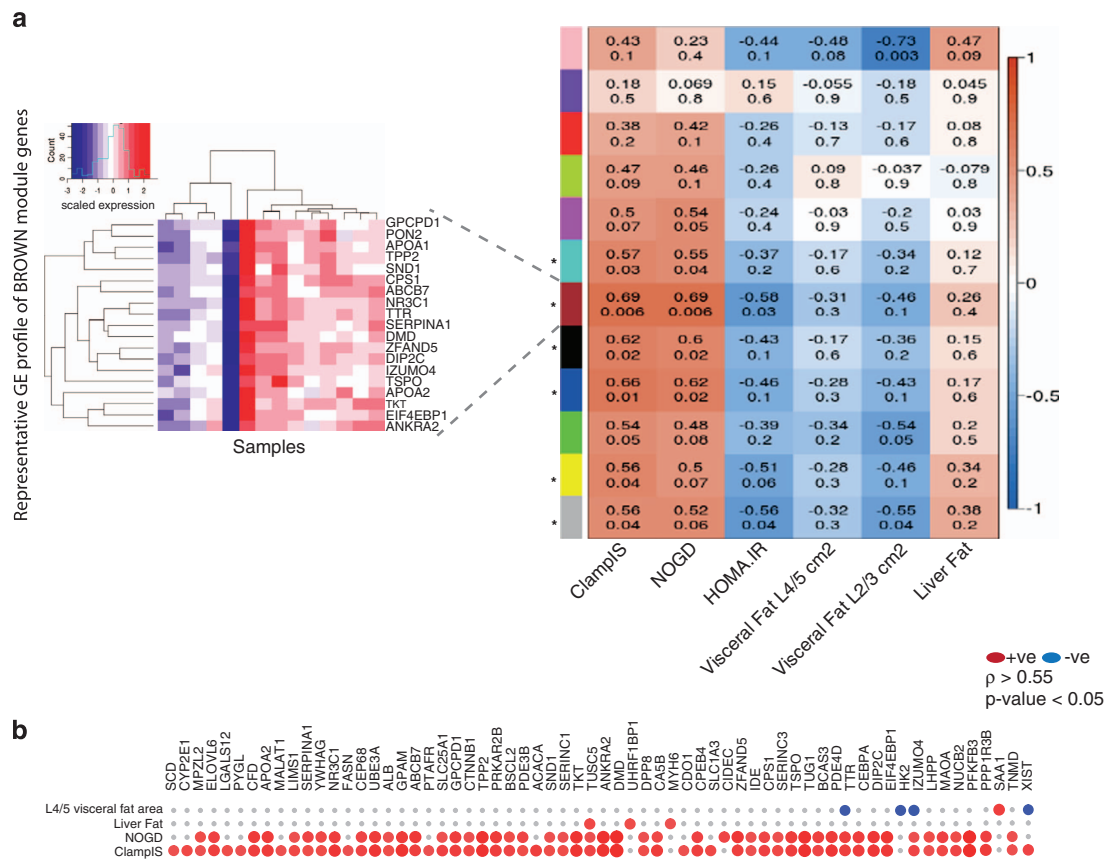 a
Representative GE profile of BROWN module genes
Count
40
20
0
-3 -2 -1 0 1 2
scaled expression
GPCPD1
PON2
APOA1
TPP2
SND1
CPS1
ABCB7
NR3C1
TTR
SERPINA1
DMD
ZFAND5
DIP2C
IZUMO4
TSPO
APOA2
TKT
EIF4EBP1
ANKRA2
Samples
0.43 0.23 -0.44 -0.48 -0.73 0.47
0.1 0.4 0.1 0.08 0.003 0.09
0.18 0.069 0.15 -0.055 -0.18 0.045
0.5 0.8 0.6 0.9 0.5 0.9
0.38 0.42 -0.26 -0.13 -0.17 0.08
0.2 0.1 0.4 0.7 0.6 0.8
0.47 0.46 -0.26 0.09 -0.037 -0.079
0.09 0.1 0.4 0.8 0.9 0.8
0.5 0.54 -0.24 -0.03 -0.2 0.03
0.07 0.05 0.4 0.9 0.5 0.9
0.57 0.55 -0.37 -0.17 -0.34 0.12
* 0.03 0.04 0.2 0.6 0.2 0.7
0.69 0.69 -0.58 -0.31 -0.46 0.26
* 0.006 0.006 0.03 0.3 0.1 0.4
0.62 0.6 -0.43 -0.17 -0.36 0.15
* 0.02 0.02 0.1 0.6 0.2 0.6
0.66 0.62 -0.46 -0.28 -0.43 0.17
* 0.01 0.02 0.1 0.3 0.1 0.6
0.54 0.48 -0.39 -0.34 -0.54 0.2
0.05 0.08 0.2 0.2 0.05 0.5
0.56 0.5 -0.51 -0.28 -0.46 0.34
* 0.04 0.07 0.06 0.3 0.1 0.2
0.56 0.52 -0.56 -0.32 -0.55 0.38
* 0.04 0.06 0.04 0.3 0.04 0.2
1
0.5
0
-0.5
-1
ClampIS
NOGD
HOMA.IR
Visceral Fat L4/5 cm2
Visceral Fat L2/3 cm2
Liver Fat
+ve -ve
ρ > 0.55
p-value < 0.05
b
SCD
CYP2E1
MPZL2
ELOVL6
LGALS12
PYGL
CFD
APOA2
MALAT1
LIMS1
SERPINA1
YWHAG
NR3C1
FASN
CEP68
UBE3A
ALB
GPAM
ABCB7
PTAFR
SLC25A1
GPCPD1
CTNNB1
TPP2
PRKAR2B
BSCL2
PDE3B
ACACA
SND1
SERINC1
TKT
TUSC5
ANKRA2
UHRF1BP1
DMD
DPP8
CA5B
MYH6
CDO1
CPEB4
SLC1A3
CIDEC
ZFAND5
IDE
CPS1
SERINC3
TSPO
TUG1
BCAS3
PDE4D
TTR
CEBPA
DIP2C
EIF4EBP1
HK2
IZUMO4
LHPP
MAOA
NUCB2
PFKFB3
PPP1R3B
SAA1
TNMD
XIST
L4/5 visceral fat area
Liver Fat
NOGD
ClampIS